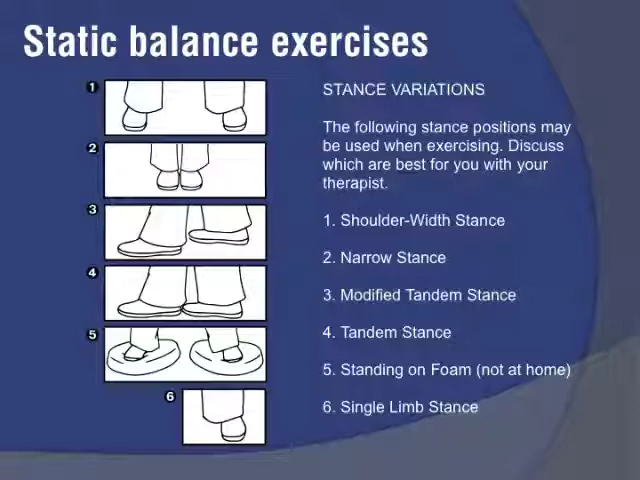 Static balance exercises
1
2
3
4
5
6
STANCE VARIATIONS
The following stance positions may
be used when exercising. Discuss
which are best for you with your
therapist.
1. Shoulder-Width Stance
2. Narrow Stance
3. Modified Tandem Stance
4. Tandem Stance
5. Standing on Foam (not at home)
6. Single Limb Stance